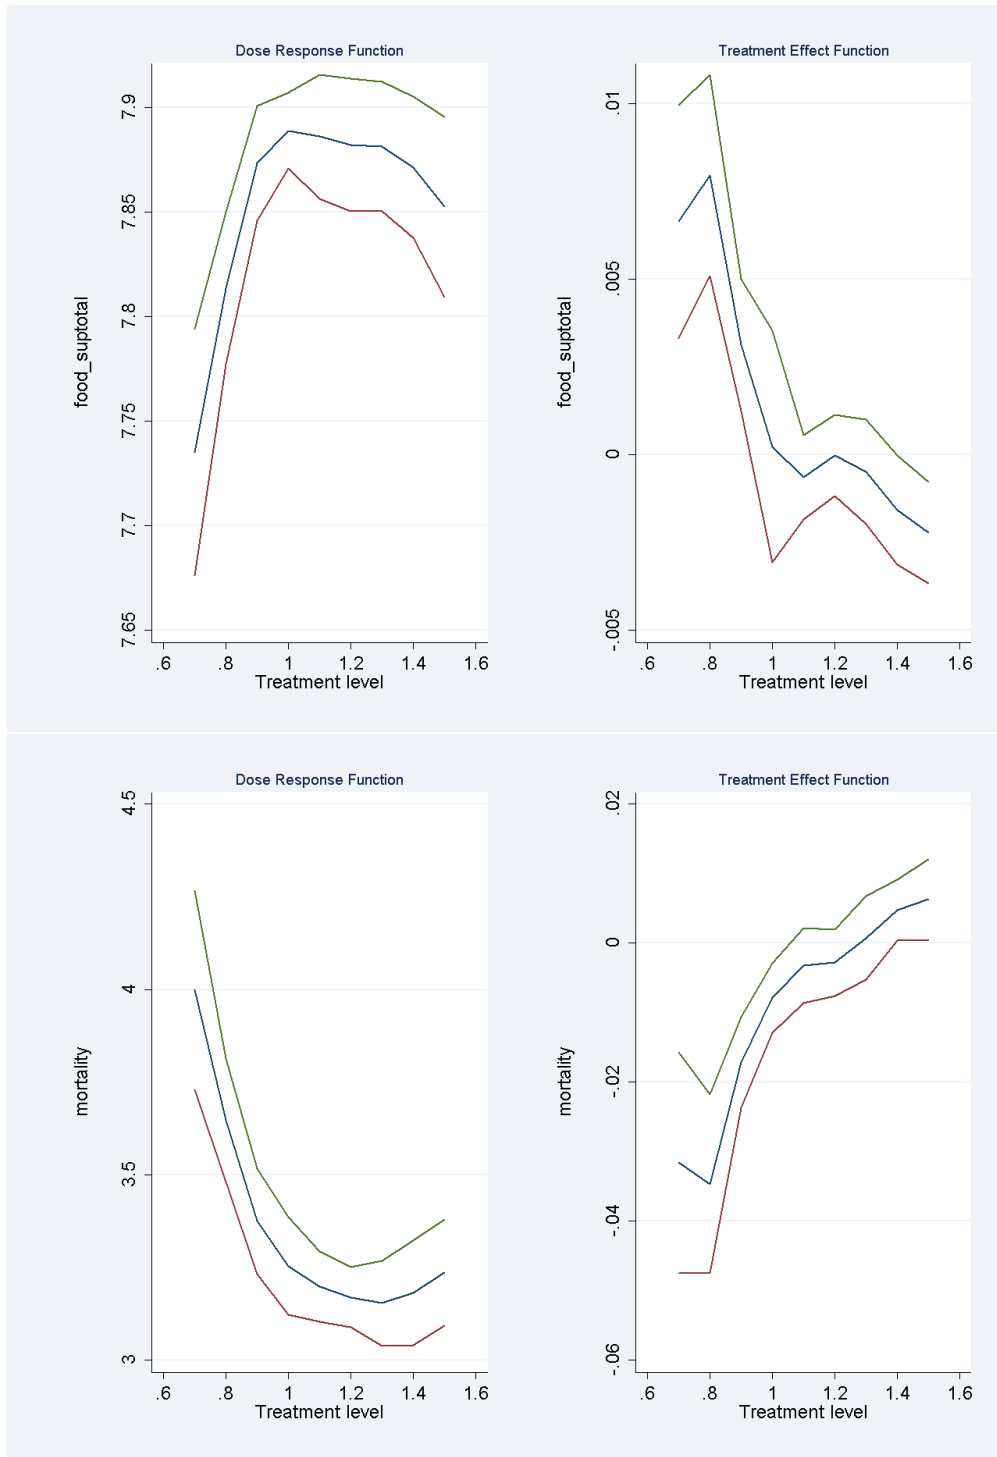 Dose Response Function
food_suptotal
7.9
7.85
7.8
7.75
7.7
7.65
.6 .8 1 1.2 1.4 1.6
Treatment level
Treatment Effect Function
food_suptotal
.01
.005
0
-.005
.6 .8 1 1.2 1.4 1.6
Treatment level
Dose Response Function
mortality
4.5
4
3.5
3
.6 .8 1 1.2 1.4 1.6
Treatment level
Treatment Effect Function
mortality
.02
0
-.02
-.04
-.06
.6 .8 1 1.2 1.4 1.6
Treatment level